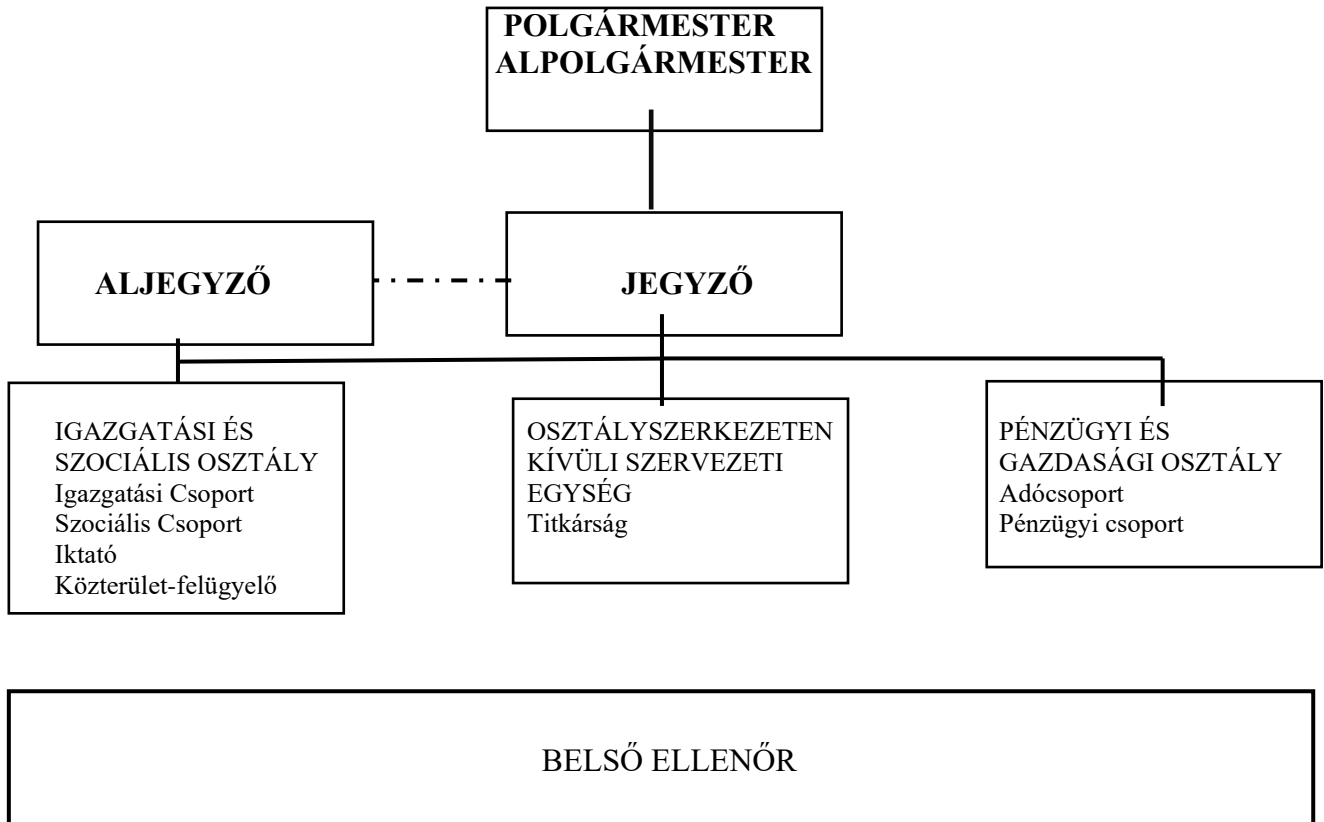 POLGÁRMESTER
ALPOLGÁRMESTER
ALJEGYZŐ
JEGYZŐ
IGAZGATÁSI ÉS
SZOCIÁLIS OSZTÁLY
Igazgatási Csoport
Szociális Csoport
Iktató
Közterület-felügyelő
OSZTÁLYSZERKEZETEN
KÍVÜLI SZERVEZETI
EGYSÉG
Titkárság
PÉNZÜGYI ÉS
GAZDASÁGI OSZTÁLY
Adócsoport
Pénzügyi csoport
BELSŐ ELLENŐR